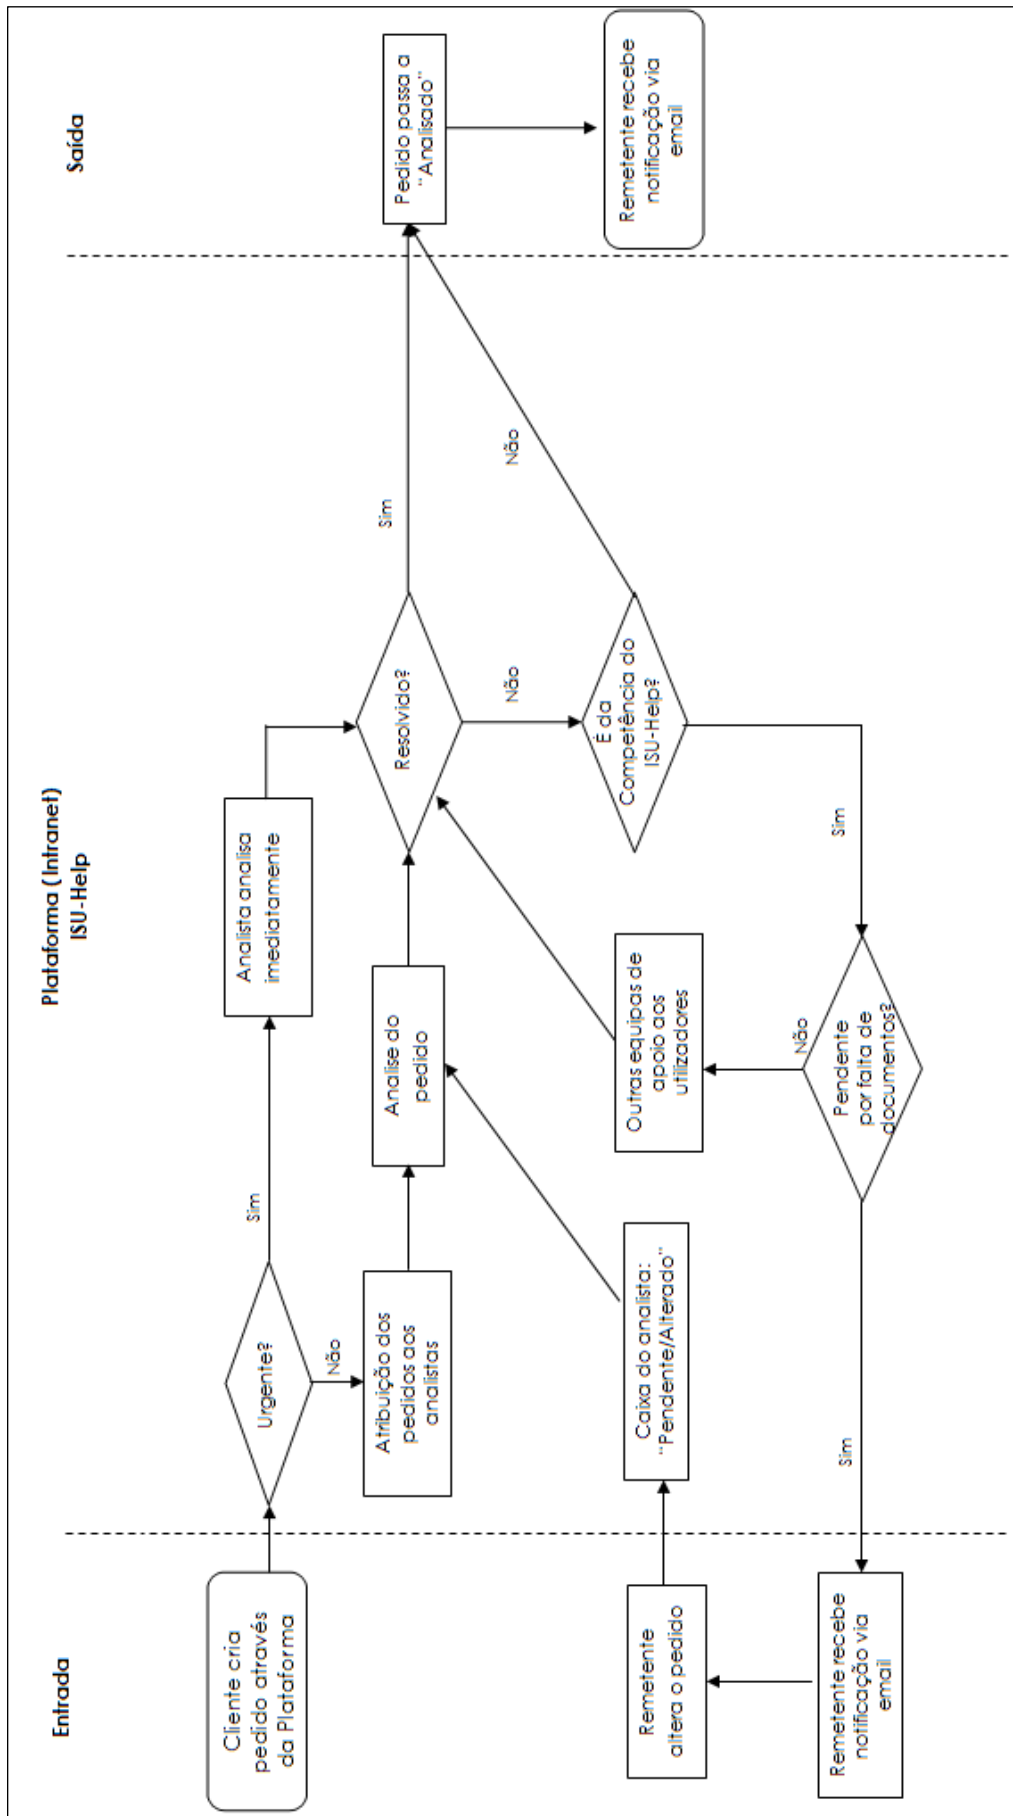 Entrada
Plataforma (Intranet)
ISU-Help
Saída
Cliente cria
pedido através
da Plataforma
Urgente?
Sim
Não
Analista analisa
imediatamente
Atribuição dos
pedidos aos
analistas
Analise do
pedido
Resolvido?
Sim
Não
Pedido passa a
"Analisado"
Remetente recebe
notificação via
email
É da
Competência do
ISU-Help?
Não
Sim
Pendente
por falta de
documentos?
Não
Sim
Outras equipas de
apoio aos
utilizadores
Remetente recebe
notificação via
email
Remetente
altera o pedido
Caixa do analista:
"Pendente/Alterado"